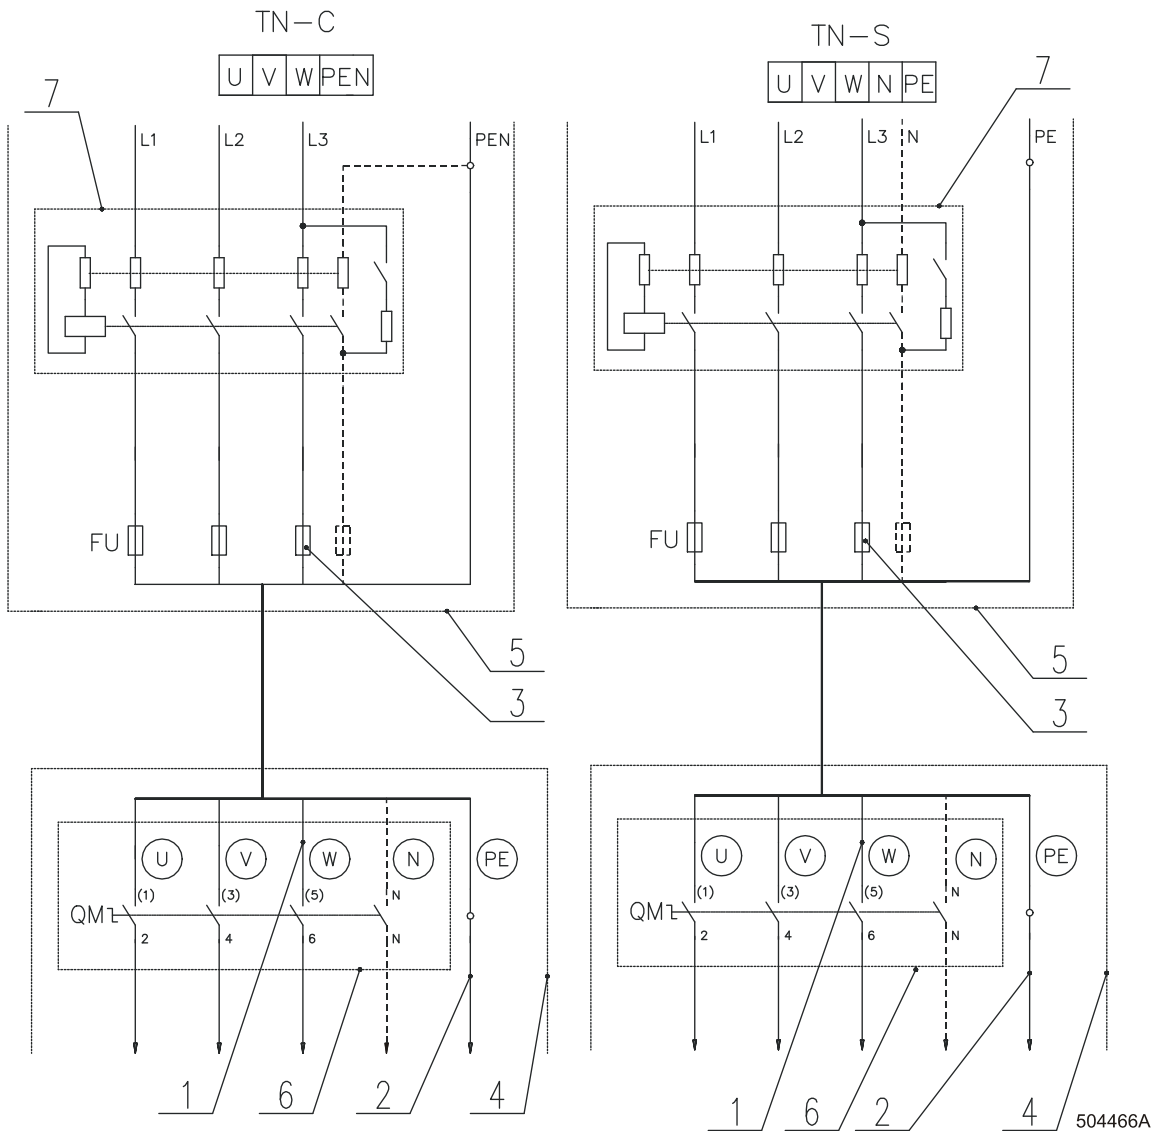 TN-C
U V W PEN
7
L1 L2 L3 PEN
FU
5
3
U V W N PE
(1) (3) (5) N
QM
2 4 6 N
1 6 2 4
TN-S
U V W N PE
7
L1 L2 L3 N PE
FU
5
3
U V W N PE
(1) (3) (5) N
QM
2 4 6 N
1 6 2 4
504466A